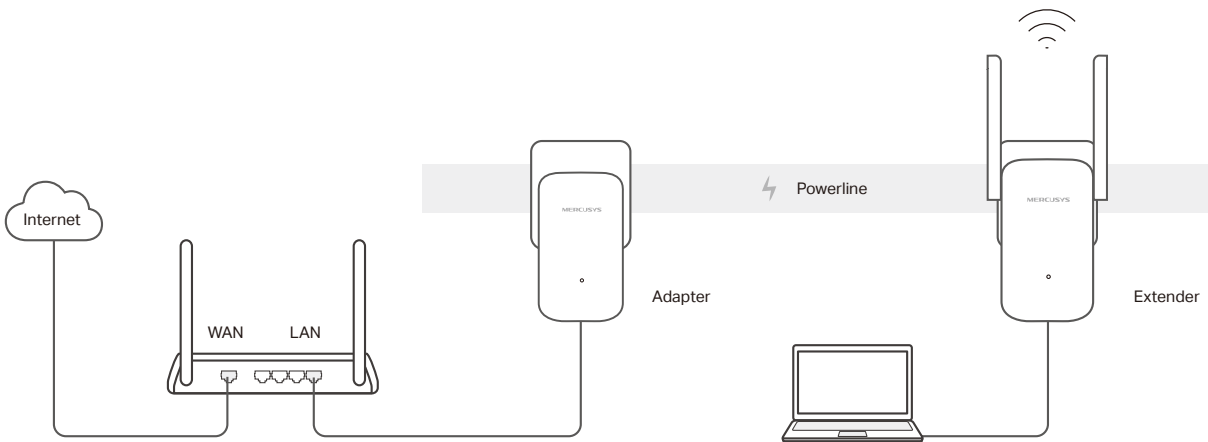 Internet
WAN
LAN
MERCUSYS
Adapter
Powerline
MERCUSYS
Extender